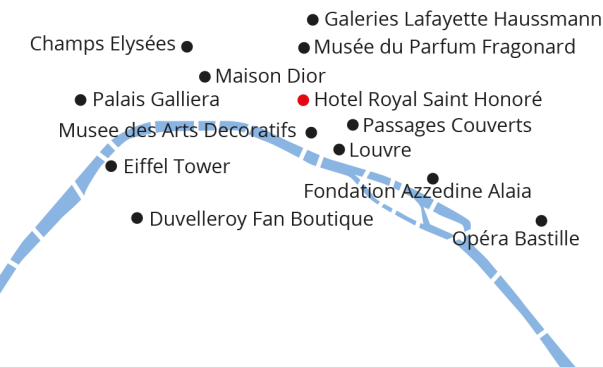 Galeries Lafayette Haussmann
Champs Elysées
Musée du Parfum Fragonard
Maison Dior
Palais Galliera
Hotel Royal Saint Honoré
Passages Couverts
Musee des Arts Decoratifs
Louvre
Eiffel Tower
Fondation Azzedine Alaia
Duvelleroy Fan Boutique
Opéra Bastille